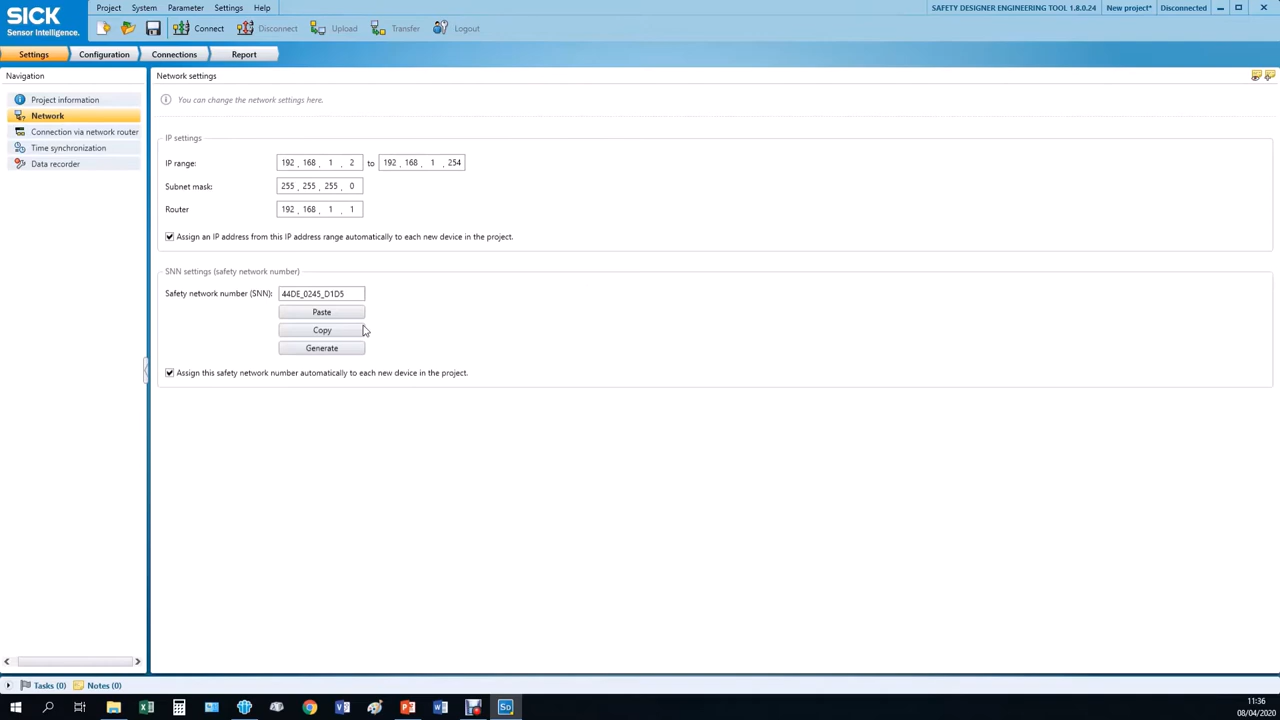 SICK
Sensor Intelligence.
Project System Parameter Settings Help
SAFETY DESIGNER ENGINEERING TOOL 1.8.0.24 New project* Disconnected
Connect Disconnect Upload Transfer Logout
Settings Configuration Connections Report
Navigation
Project information
Network
Connection via network router
Time synchronization
Data recorder
Network settings
You can change the network settings here.
IP settings
IP range: 192 . 168 . 1 . 2 to 192 . 168 . 1 . 254
Subnet mask: 255 . 255 . 255 . 0
Router 192 . 168 . 1 . 1
Assign an IP address from this IP address range automatically to each new device in the project.
SNN settings (safety network number)
Safety network number (SNN): 44DE_0245_D1D5
Paste
Copy
Generate
Assign this safety network number automatically to each new device in the project.
Tasks (0) Notes (0)
11:36
08/04/2020